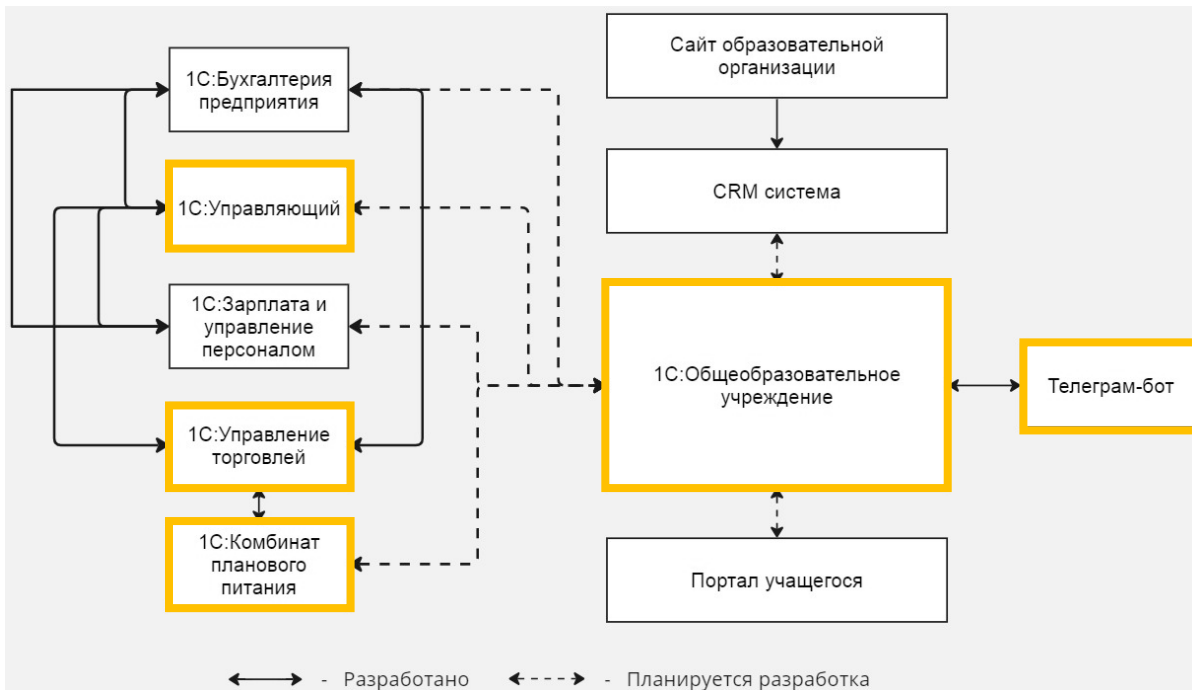 1С:Бухгалтерия
предприятия
1С:Управляющий
1С:Зарплата и
управление
персоналом
1С:Управление
торговлей
1С:Комбинат
планового
питания
Сайт образовательной
организации
CRM система
1С:Общеобразовательное
учреждение
Телеграм-бот
Портал учащегося
- Разработано
- Планируется разработка